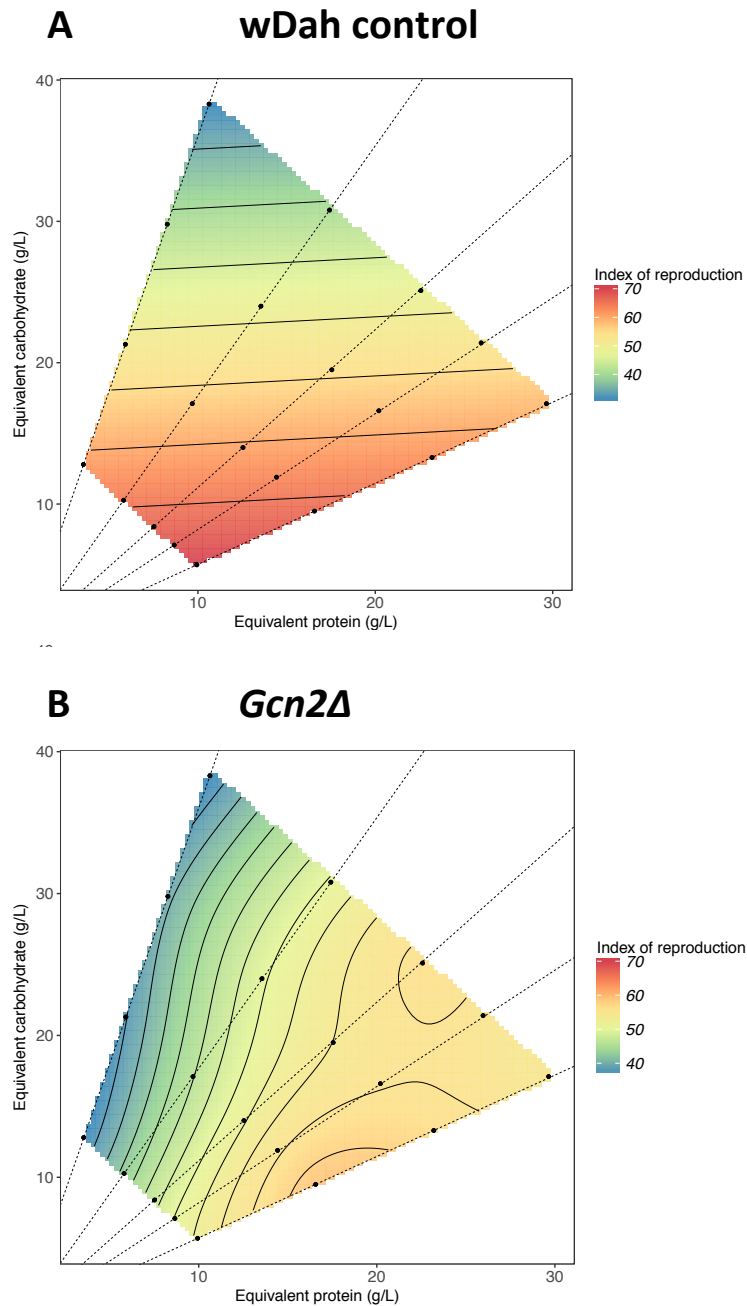 A wDah control
40
30
20
10
Equivalent carbohydrate (g/L)
10 20 30
Equivalent protein (g/L)
Index of reproduction
70
60
50
40
B Gcn2Δ
40
30
20
10
Equivalent carbohydrate (g/L)
10 20 30
Equivalent protein (g/L)
Index of reproduction
70
60
50
40